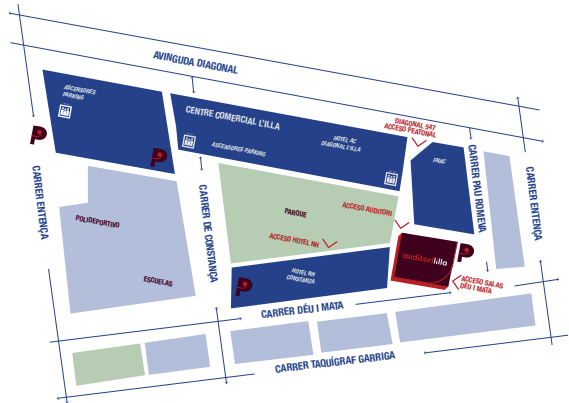 AVINGUDA DIAGONAL
ASCENSORES
PARKING
CENTRE COMERCIAL L'ILLA
ASCENSORES PARKING
HOTEL AC
DIAGONAL L'ILLA
DIAGONAL 547
ACCESO PEATONAL
FNAC
CARRER PAU ROMEVA
CARRER ENTENÇA
CARRER ENTENÇA
POLIDEPORTIVO
ESCUELAS
CARRER DE CONSTANÇA
PARQUE
ACCESO AUDITORI
ACCESO HOTEL NH
HOTEL NH
CONSTANZA
auditori illa
ACCESO SALAS
DÉU I MATA
CARRER DÉU I MATA
CARRER TAQUÍGRAF GARRIGA
P
P
P
P